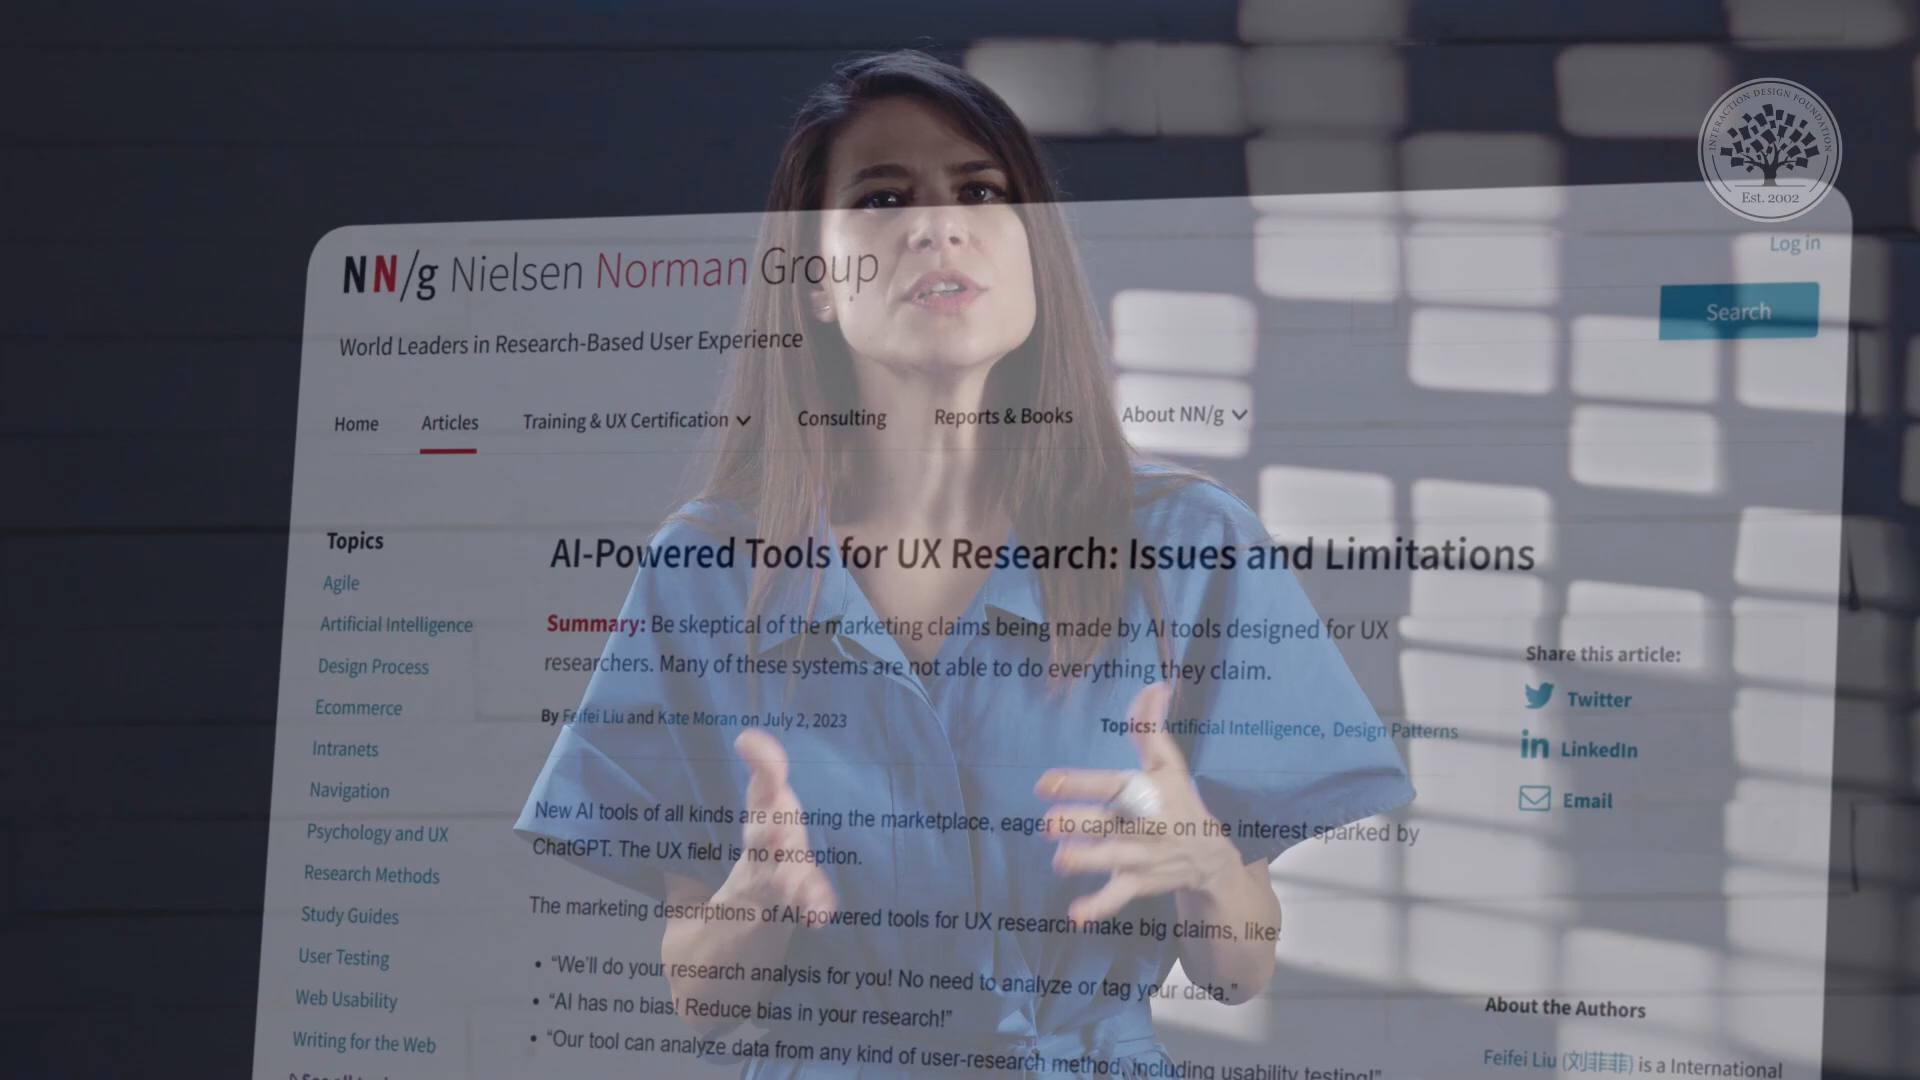 INTERACTION DESIGN FOUNDATION
Est. 2002
Log in
NN/g Nielsen Norman Group
Search
World Leaders in Research-Based User Experience
Home Articles Training & UX Certification Consulting Reports & Books About NN/g
Topics
Agile
Artificial Intelligence
Design Process
Ecommerce
Intranets
Navigation
Psychology and UX
Research Methods
Study Guides
User Testing
Web Usability
Writing for the Web
AI-Powered Tools for UX Research: Issues and Limitations
Summary: Be skeptical of the marketing claims being made by AI tools designed for UX
researchers. Many of these systems are not able to do everything they claim.
By Feifei Liu and Kate Moran on July 2, 2023
Topics: Artificial Intelligence, Design Patterns
New AI tools of all kinds are entering the marketplace, eager to capitalize on the interest sparked by
ChatGPT. The UX field is no exception.
The marketing descriptions of AI-powered tools for UX research make big claims, like:
• “We’ll do your research analysis for you! No need to analyze or tag your data.”
• “AI has no bias! Reduce bias in your research!”
• “Our tool can analyze data from any kind of user-research method, including usability testing!”
Share this article:
Twitter
LinkedIn
Email
About the Authors
Feifei Liu (刘菲菲) is a International